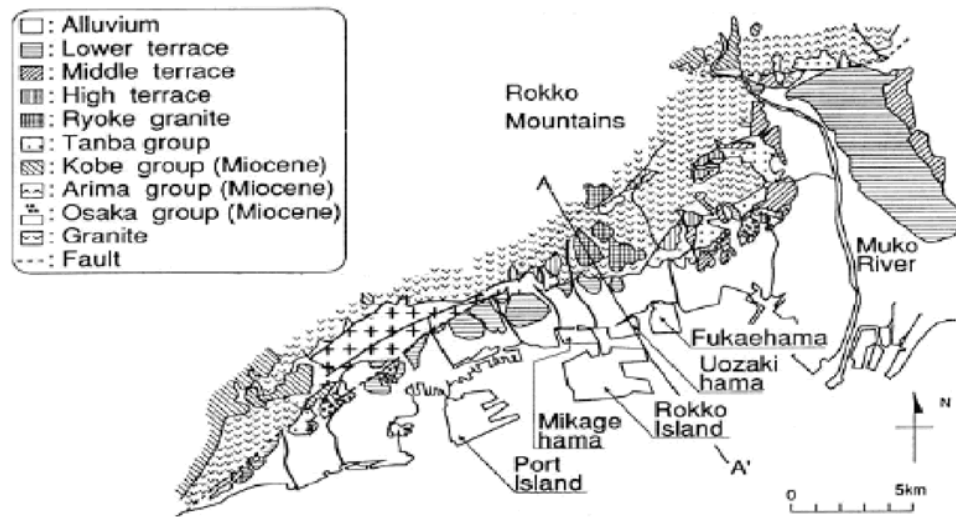 : Alluvium
: Lower terrace
: Middle terrace
: High terrace
: Ryoke granite
: Tanba group
: Kobe group (Miocene)
: Arima group (Miocene)
: Osaka group (Miocene)
: Granite
: Fault
Rokko
Mountains
A
Muko
River
Fukaehama
Uozaki
hama
Rokko
Island
Mikage
hama
A'
Port
Island
N
0 5km